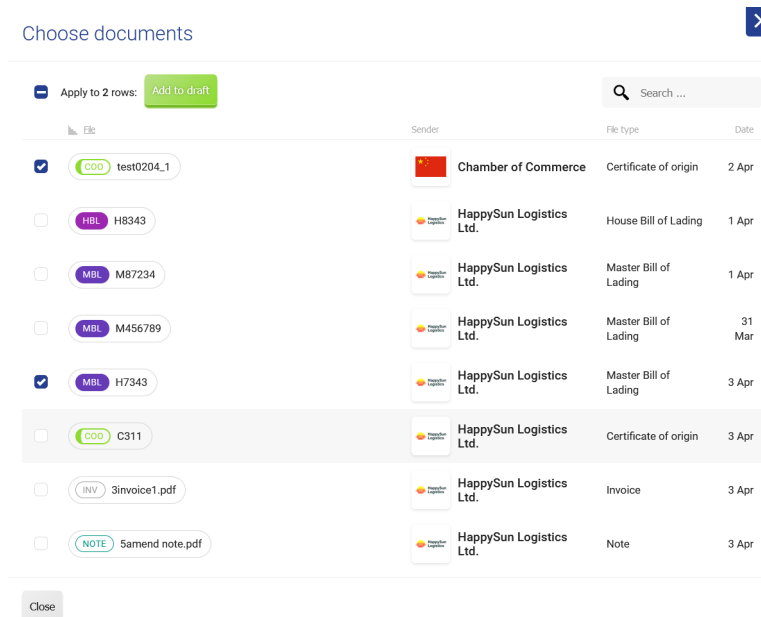 Choose documents
Apply to 2 rows: Add to draft
Search ...
File Sender File type Date
COO test0204_1 Chamber of Commerce Certificate of origin 2 Apr
HBL H8343 HappySun Logistics Ltd. House Bill of Lading 1 Apr
MBL M87234 HappySun Logistics Ltd. Master Bill of Lading 1 Apr
MBL M456789 HappySun Logistics Ltd. Master Bill of Lading 31 Mar
MBL H7343 HappySun Logistics Ltd. Master Bill of Lading 3 Apr
COO C311 HappySun Logistics Ltd. Certificate of origin 3 Apr
INV 3invoice1.pdf HappySun Logistics Ltd. Invoice 3 Apr
NOTE 5amend note.pdf HappySun Logistics Ltd. Note 3 Apr
Close